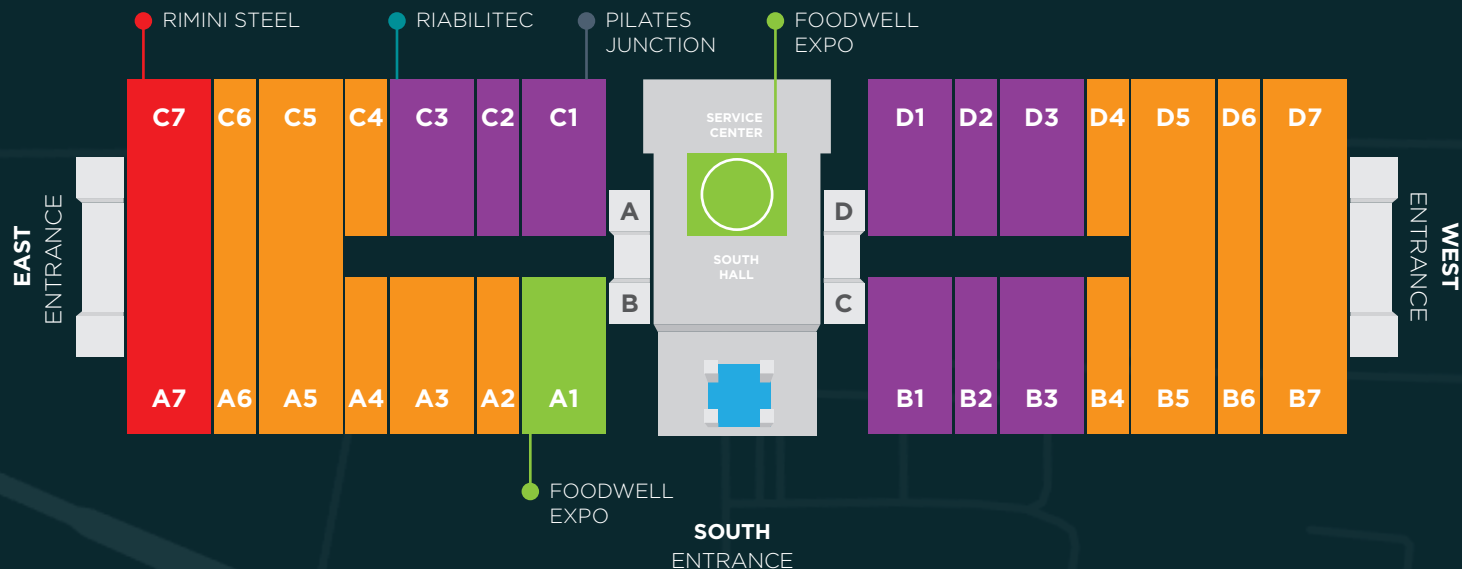 RIMINI STEEL
RIABILITEC
PILATES
JUNCTION
FOODWELL
EXPO
C7 C6 C5 C4 C3 C2 C1
SERVICE
CENTER
D1 D2 D3 D4 D5 D6 D7
EAST
ENTRANCE
A
D
WEST
ENTRANCE
SOUTH
HALL
B
C
A7 A6 A5 A4 A3 A2 A1
B1 B2 B3 B4 B5 B6 B7
FOODWELL
EXPO
SOUTH
ENTRANCE